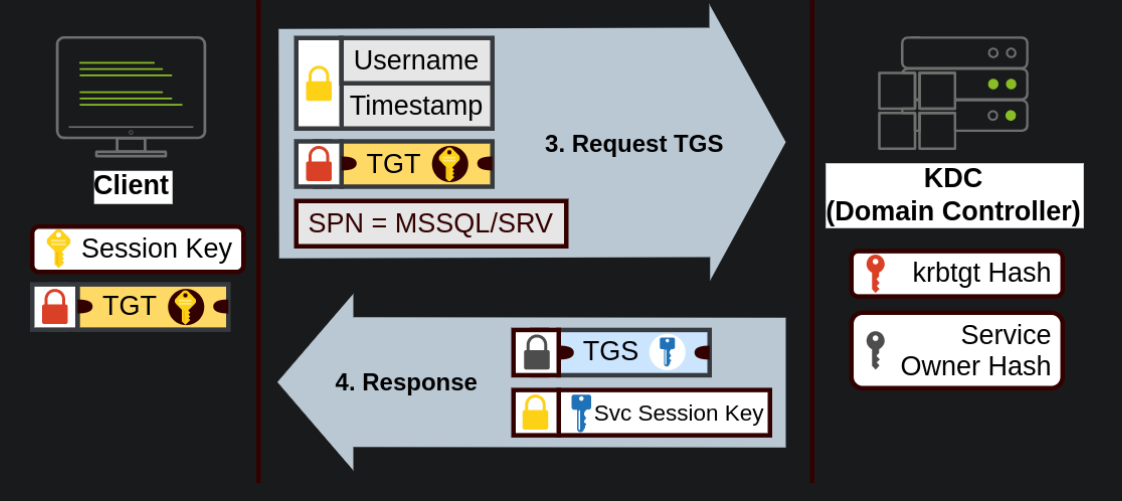 Client
Session Key
TGT
Username
Timestamp
TGT
SPN = MSSQL/SRV
3. Request TGS
4. Response
TGS
Svc Session Key
KDC
(Domain Controller)
krbtgt Hash
Service
Owner Hash